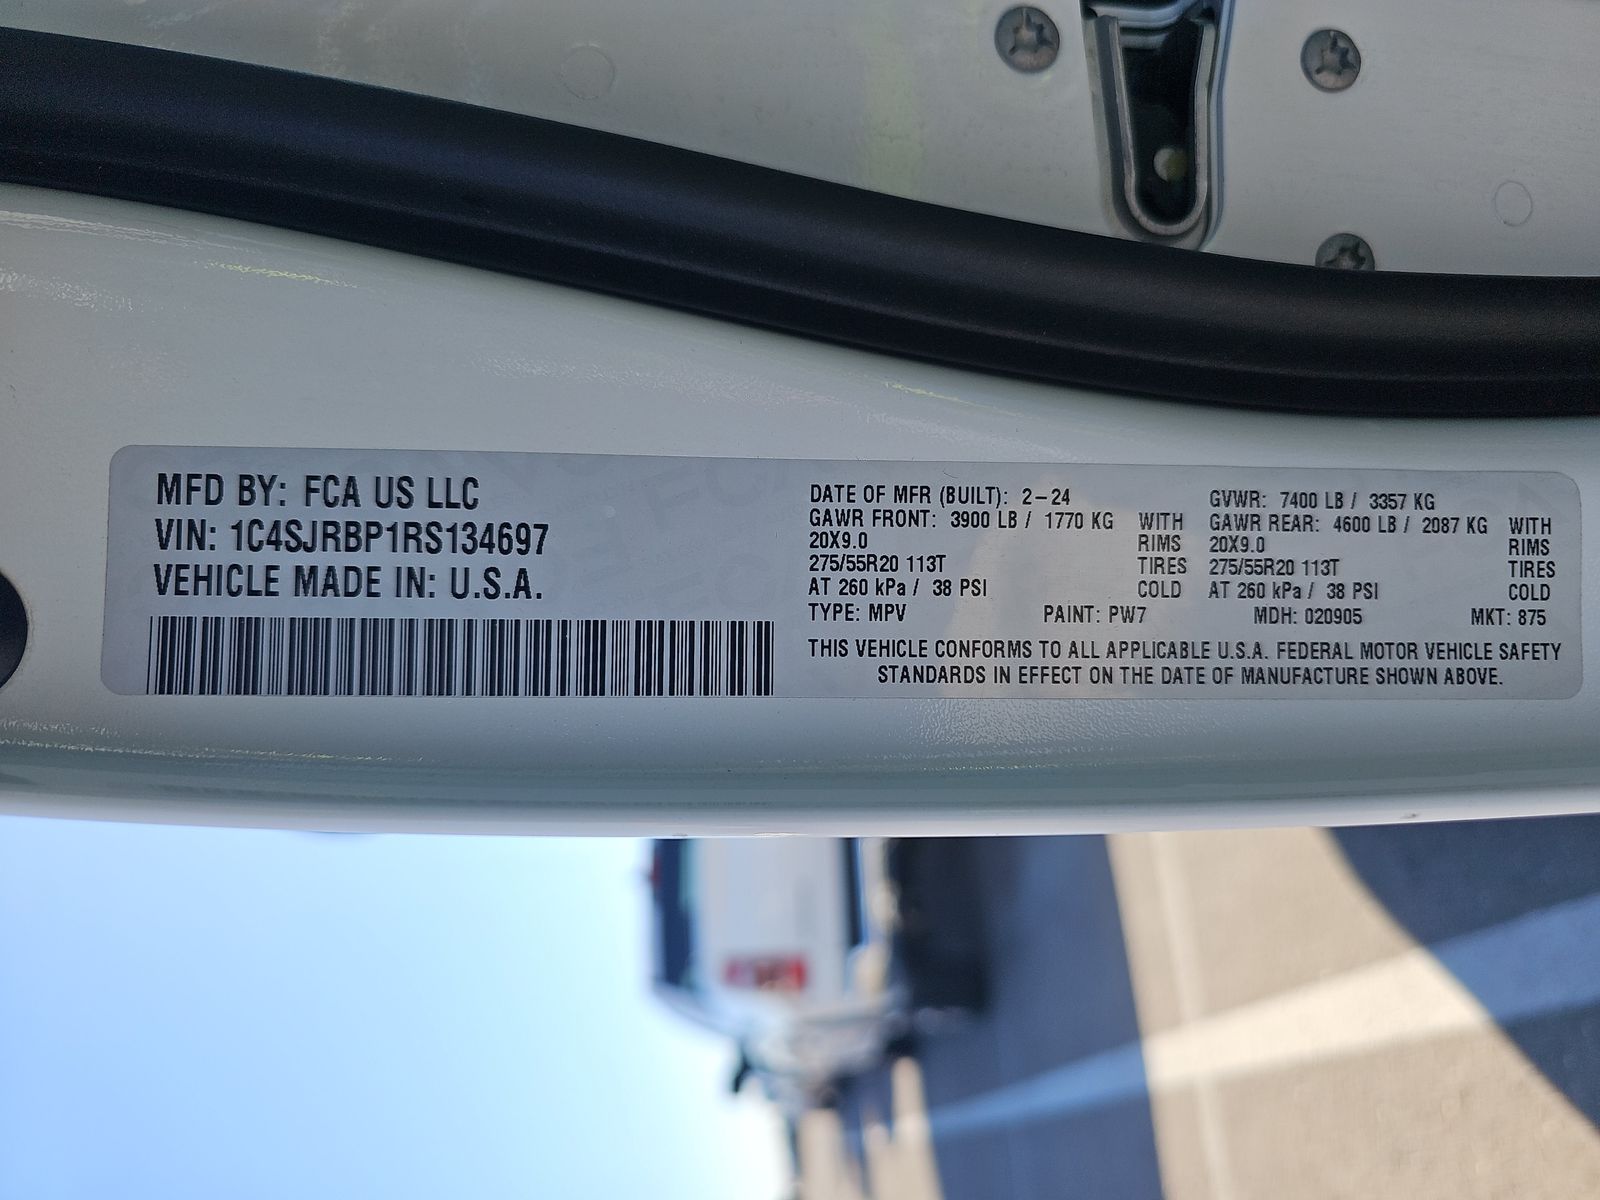 MFD BY: FCA US LLC
VIN: 1C4SJRBP1RS134697
VEHICLE MADE IN: U.S.A.
DATE OF MFR (BUILT): 2-24 GVWR: 7400 LB / 3357 KG
GAWR FRONT: 3900 LB / 1770 KG WITH GAWR REAR: 4600 LB / 2087 KG WITH
20X9.0 RIMS 20X9.0 RIMS
275/55R20 113T TIRES 275/55R20 113T TIRES
AT 260 kPa / 38 PSI COLD AT 260 kPa / 38 PSI COLD
TYPE: MPV PAINT: PW7 MDH: 020905 MKT: 875
THIS VEHICLE CONFORMS TO ALL APPLICABLE U.S.A. FEDERAL MOTOR VEHICLE SAFETY
STANDARDS IN EFFECT ON THE DATE OF MANUFACTURE SHOWN ABOVE.